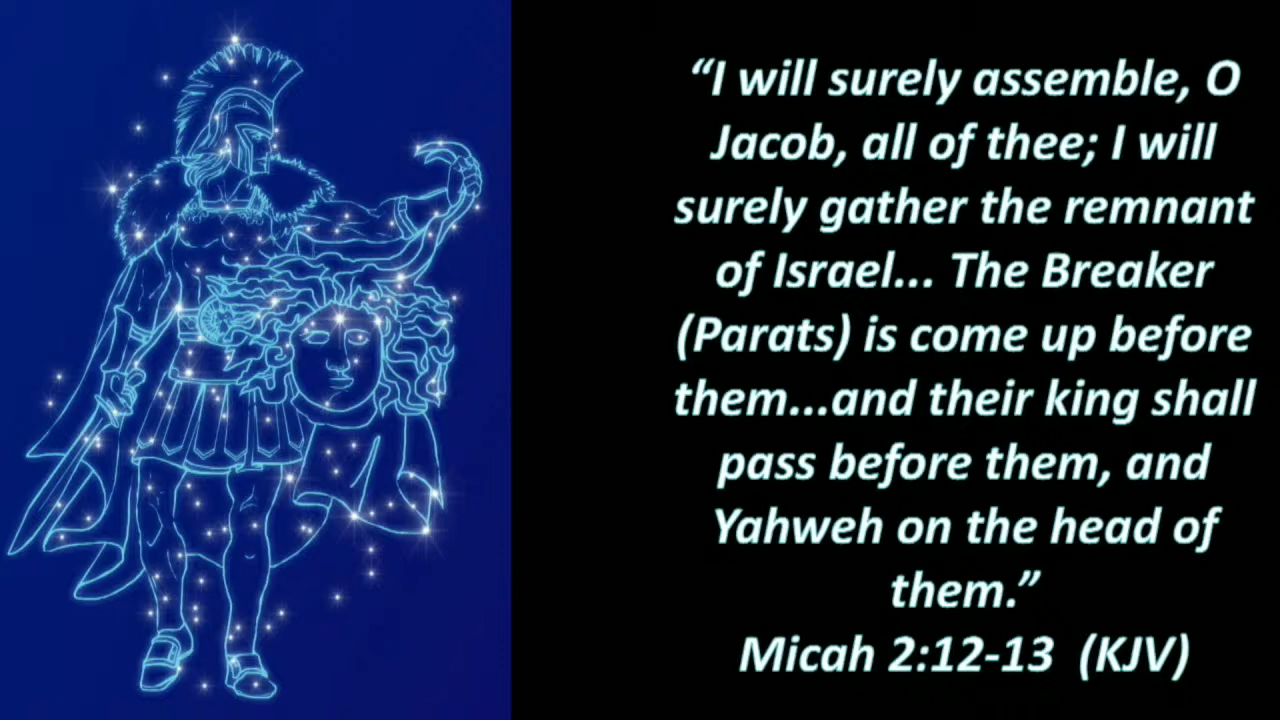 “I will surely assemble, O
Jacob, all of thee; I will
surely gather the remnant
of Israel... The Breaker
(Parats) is come up before
them...and their king shall
pass before them, and
Yahweh on the head of
them.”
Micah 2:12-13 (KJV)